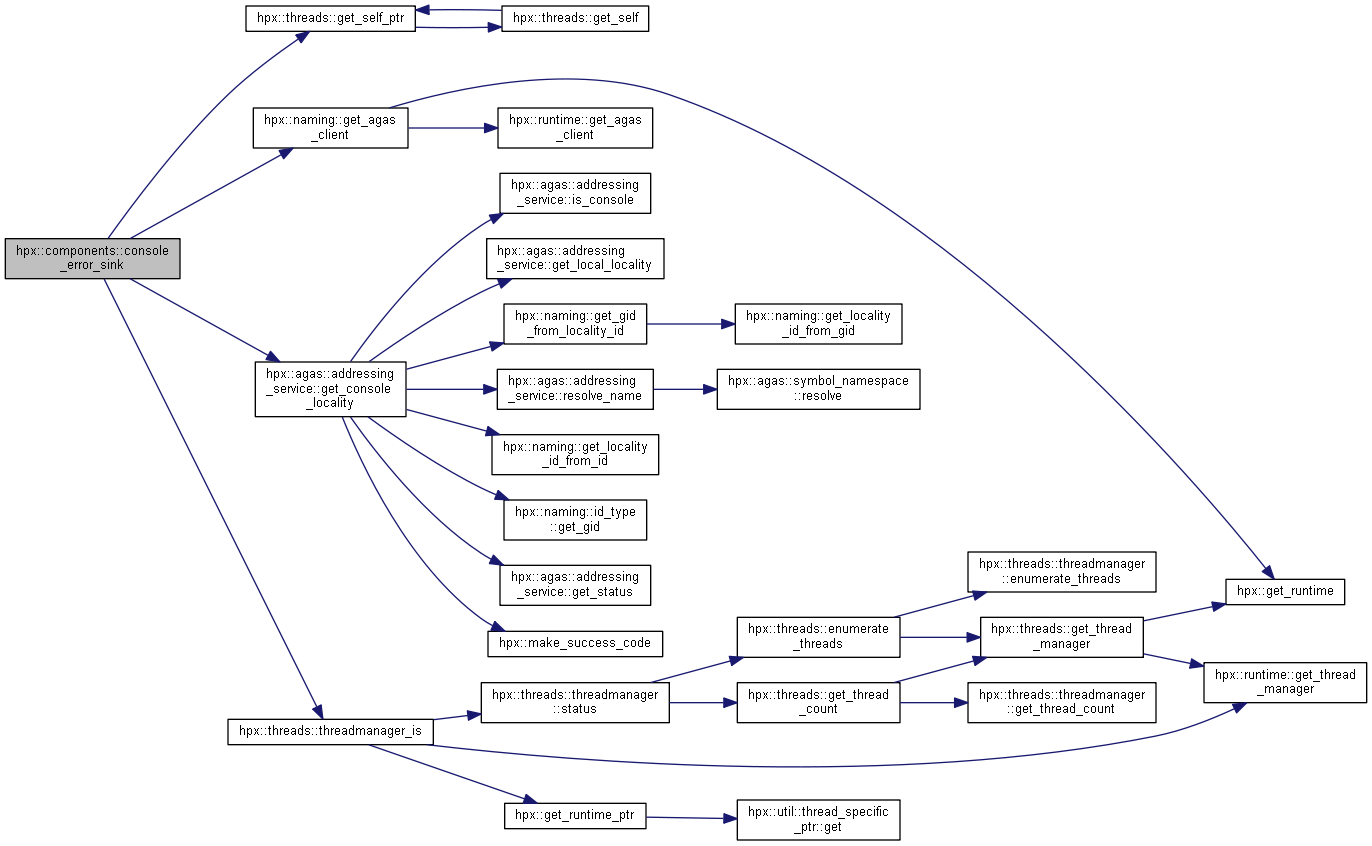 hpx::threads::get_self_ptr
hpx::threads::get_self
hpx::naming::get_agas
_client
hpx::runtime::get_agas
_client
hpx::agas::addressing
_service::is_console
hpx::components::console
_error_sink
hpx::agas::addressing
_service::get_local_locality
hpx::naming::get_gid
_from_locality_id
hpx::naming::get_locality
_id_from_gid
hpx::agas::addressing
_service::get_console
_locality
hpx::agas::addressing
_service::resolve_name
hpx::agas::symbol_namespace
::resolve
hpx::naming::get_locality
_id_from_id
hpx::naming::id_type
::get_gid
hpx::agas::addressing
_service::get_status
hpx::make_success_code
hpx::threads::threadmanager
::enumerate_threads
hpx::get_runtime
hpx::threads::enumerate
_threads
hpx::threads::get_thread
_manager
hpx::runtime::get_thread
_manager
hpx::threads::threadmanager
::status
hpx::threads::get_thread
_count
hpx::threads::threadmanager
::get_thread_count
hpx::threads::threadmanager_is
hpx::get_runtime_ptr
hpx::util::thread_specific
_ptr::get